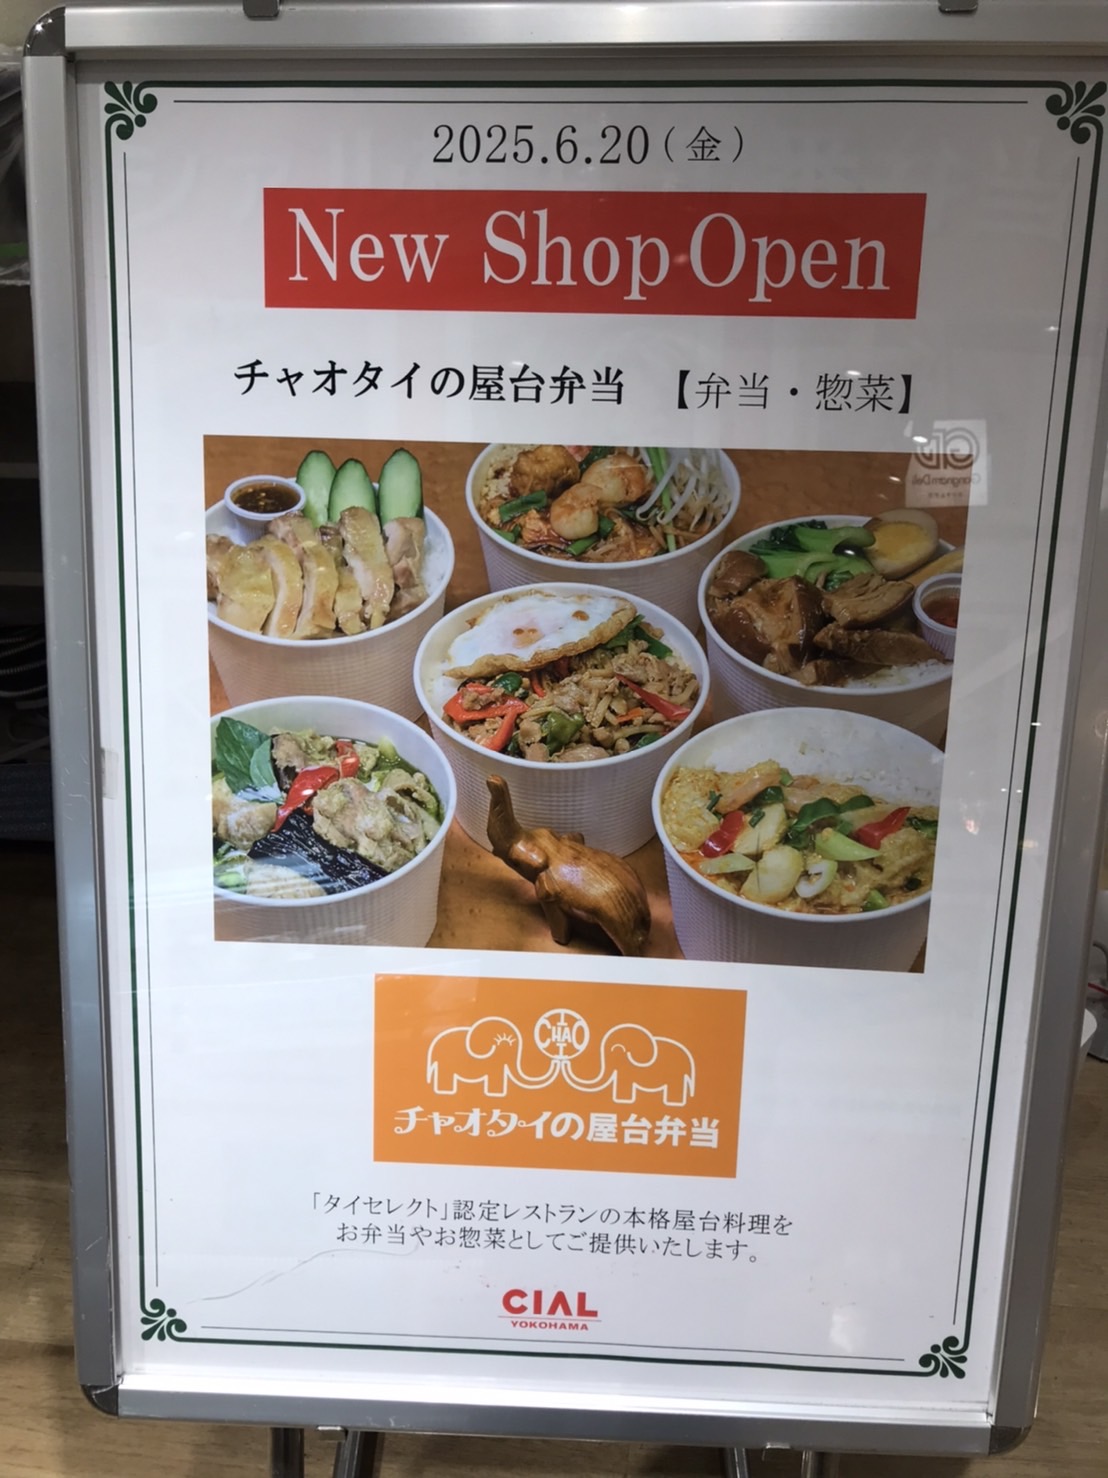 2025.6.20(金)
New Shop Open
チャオタイの屋台弁当 【弁当・惣菜】
CHAO
チャオタイの屋台弁当
「タイセレクト」認定レストランの本格屋台料理を
お弁当やお惣菜としてご提供いたします。
CIAL
YOKOHAMA